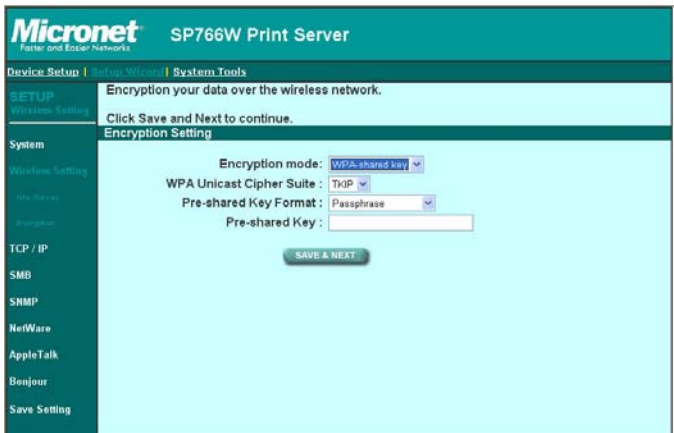 Micronet
Faster and Easier Networks
SP766W Print Server
Device Setup | Setup Wizard | System Tools
SETUP
Wireless Setting
System
Wireless Setting
Site Survey
Encryption
TCP / IP
SMB
SNMP
NetWare
AppleTalk
Bonjour
Save Setting
Encryption your data over the wireless network.
Click Save and Next to continue.
Encryption Setting
Encryption mode: WPA-shared key
WPA Unicast Cipher Suite : TKIP
Pre-shared Key Format : Passphrase
Pre-shared Key :
SAVE & NEXT